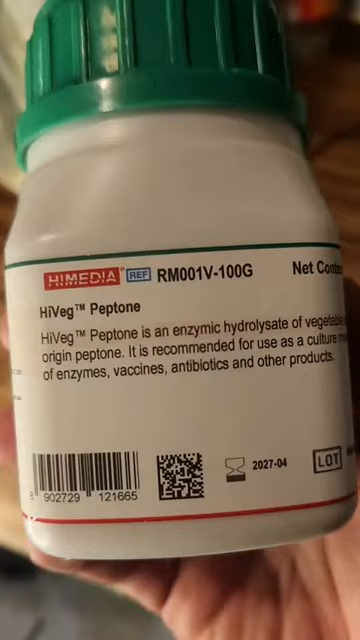 HIMEDIA® REF RM001V-100G Net
HiVeg™ Peptone
HiVeg™ Peptone is an enzymic hydrolysate of vegetable
origin peptone. It is recommended for use as a culture
of enzymes, vaccines, antibiotics and other products.
2027-04 LOT
8 902729 121665